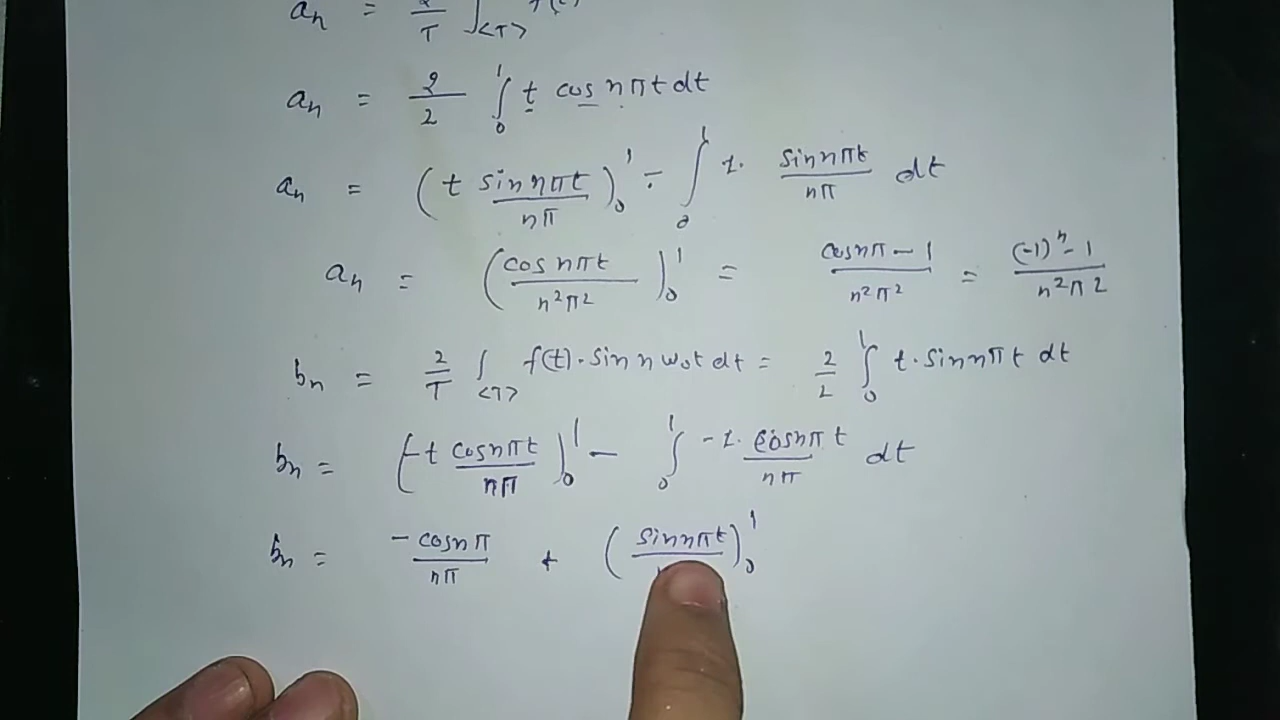 an = 2/T ∫<T> f(t)
an = 2/2 ∫₀¹ t cos nπt dt
an = (t sin nπt/nπ)₀¹ - ∫₀¹ 1. sin nπt/nπ dt
an = (cos nπt/n²π²)₀¹ = cos nπ - 1/n²π² = (-1)ⁿ - 1/n²π²
bn = 2/T ∫<T> f(t). sin n ω₀t dt = 2/2 ∫₀¹ t. sin nπt dt
bn = (-t cos nπt/nπ)₀¹ - ∫₀¹ -1. cos nπt/nπ dt
bn = -cos nπ/nπ + (sin nπt)₀¹